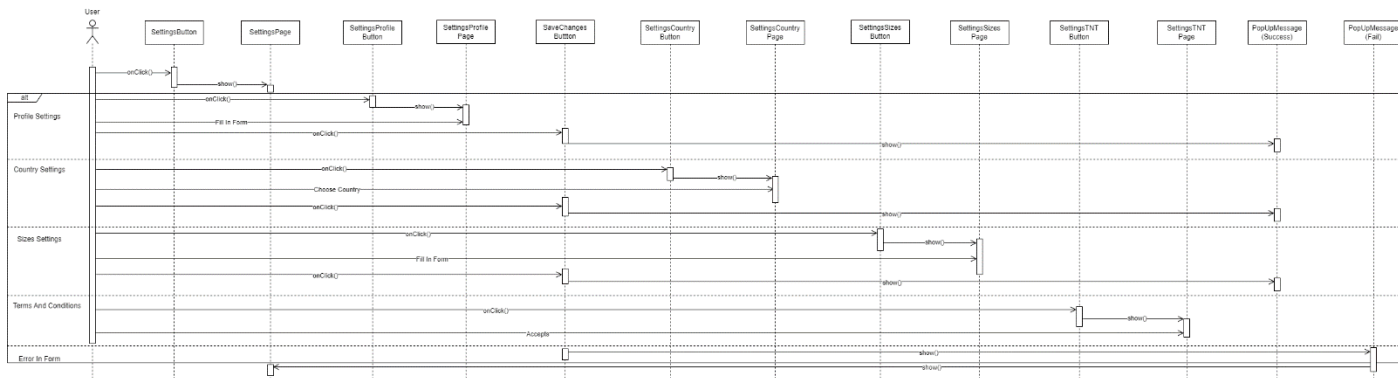 User
SettingsButton
SettingsPage
SettingsProfile
Button
SettingsProfile
Page
SaveChanges
Button
SettingsCountry
Button
SettingsCountry
Page
SettingsSizes
Button
SettingsSizes
Page
SettingsTNT
Button
SettingsTNT
Page
PopUpMessage
(Success)
PopUpMessage
(Fail)
onClick()
show()
alt
onClick()
show()
Profile Settings
Fill In Form
onClick()
show()
Country Settings
onClick()
show()
Choose Country
onClick()
show()
Sizes Settings
onClick()
show()
Fill In Form
onClick()
show()
Terms And Conditions
onClick()
show()
Accepts
Error In Form
show()
show()